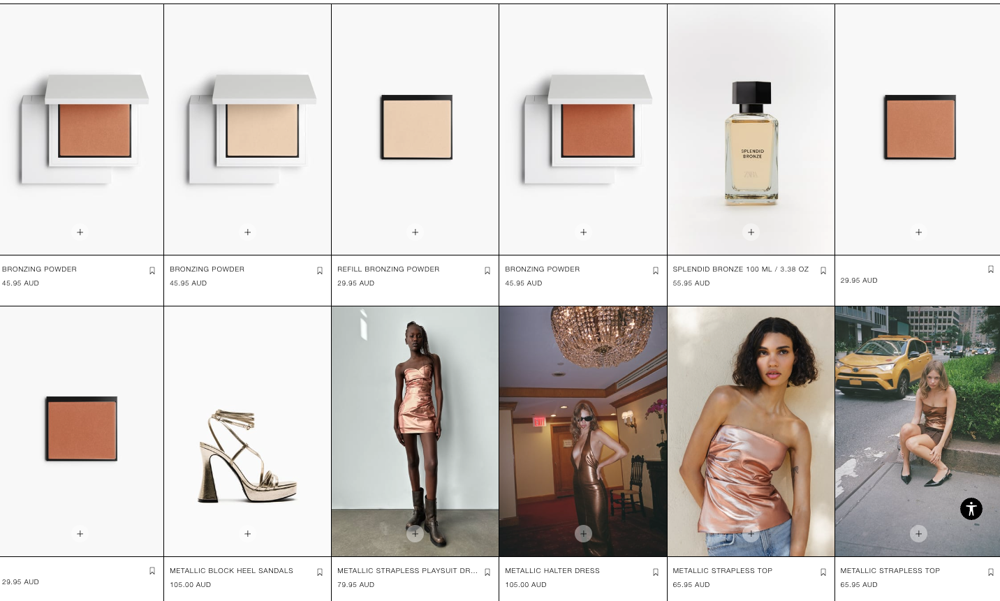 SPLENDID
BRONZE
BRONZING POWDER
45.95 AUD
BRONZING POWDER
45.95 AUD
REFILL BRONZING POWDER
29.95 AUD
BRONZING POWDER
45.95 AUD
SPLENDID BRONZE 100 ML / 3.38 OZ
55.95 AUD
29.95 AUD
29.95 AUD
METALLIC BLOCK HEEL SANDALS
105.00 AUD
METALLIC STRAPLESS PLAYSUIT DR...
79.95 AUD
METALLIC HALTER DRESS
105.00 AUD
METALLIC STRAPLESS TOP
65.95 AUD
METALLIC STRAPLESS TOP
65.95 AUD